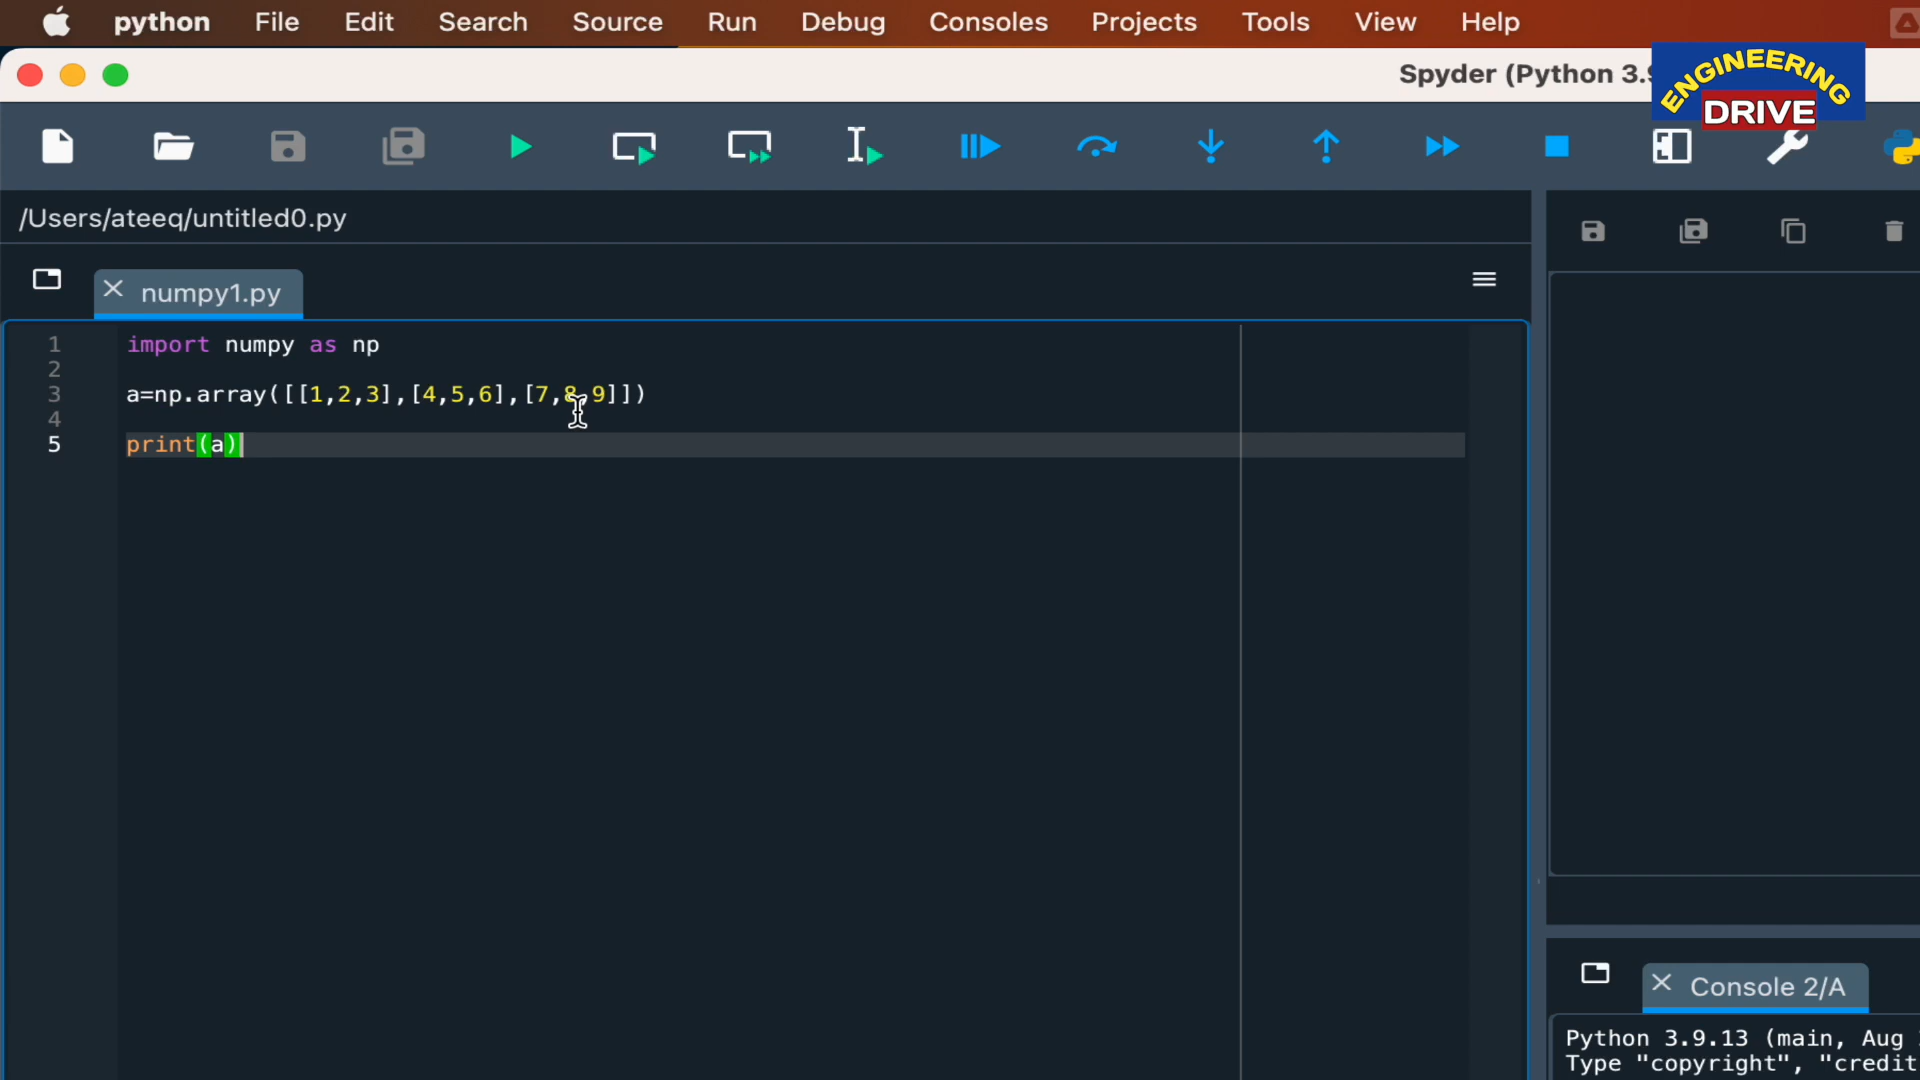 python File Edit Search Source Run Debug Consoles Projects Tools View Help
Spyder (Python 3.9
ENGINEERING
DRIVE
/Users/ateeq/untitled0.py
numpy1.py
1 import numpy as np
2
3 a=np.array([[1,2,3],[4,5,6],[7,8,9]])
4
5 print(a)
Console 2/A
Python 3.9.13 (main, Aug
Type "copyright", "credit